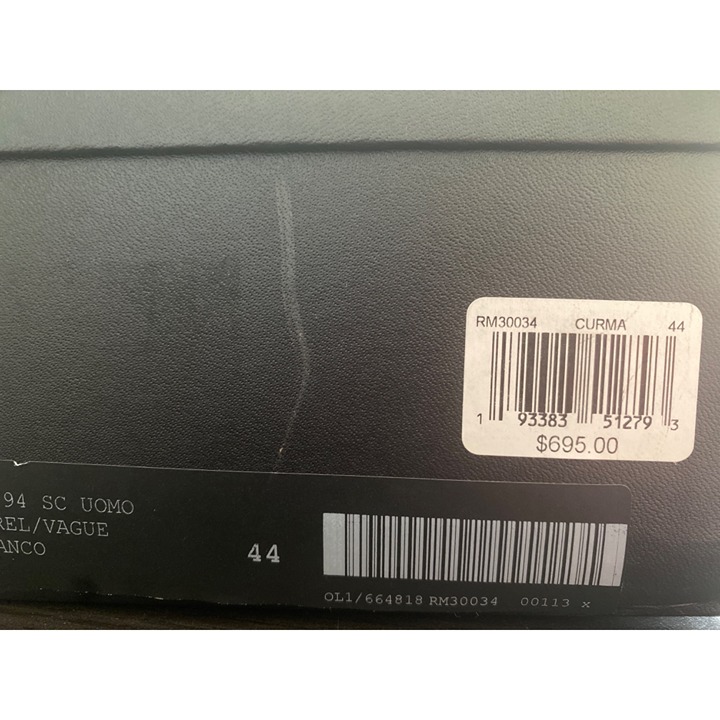 RM30034 CURMA 44
1 93383 51279 3
$695.00
94 SC UOMO
REL/VAGUE
ANCO
44
OL1/664818 RM30034 00113 x